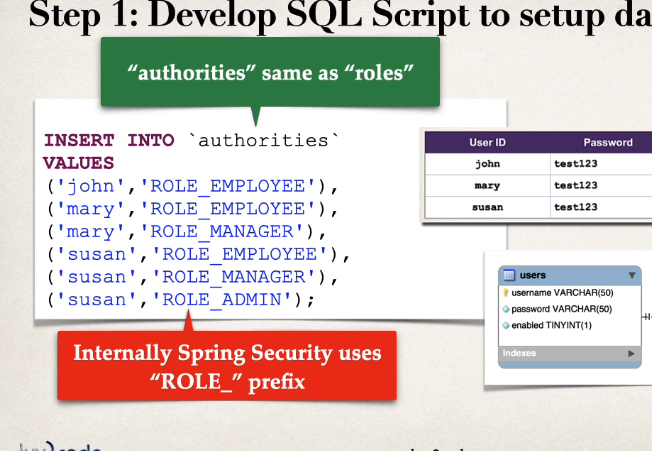 Step 1: Develop SQL Script to setup da
"authorities" same as "roles"
INSERT INTO `authorities`
VALUES
('john','ROLE_EMPLOYEE'),
('mary','ROLE_EMPLOYEE'),
('mary','ROLE_MANAGER'),
('susan','ROLE_EMPLOYEE'),
('susan','ROLE_MANAGER'),
('susan','ROLE_ADMIN');
Internally Spring Security uses
"ROLE_" prefix
User ID Password
john test123
mary test123
susan test123
users
username VARCHAR(50)
password VARCHAR(50)
enabled TINYINT(1)
Indexes